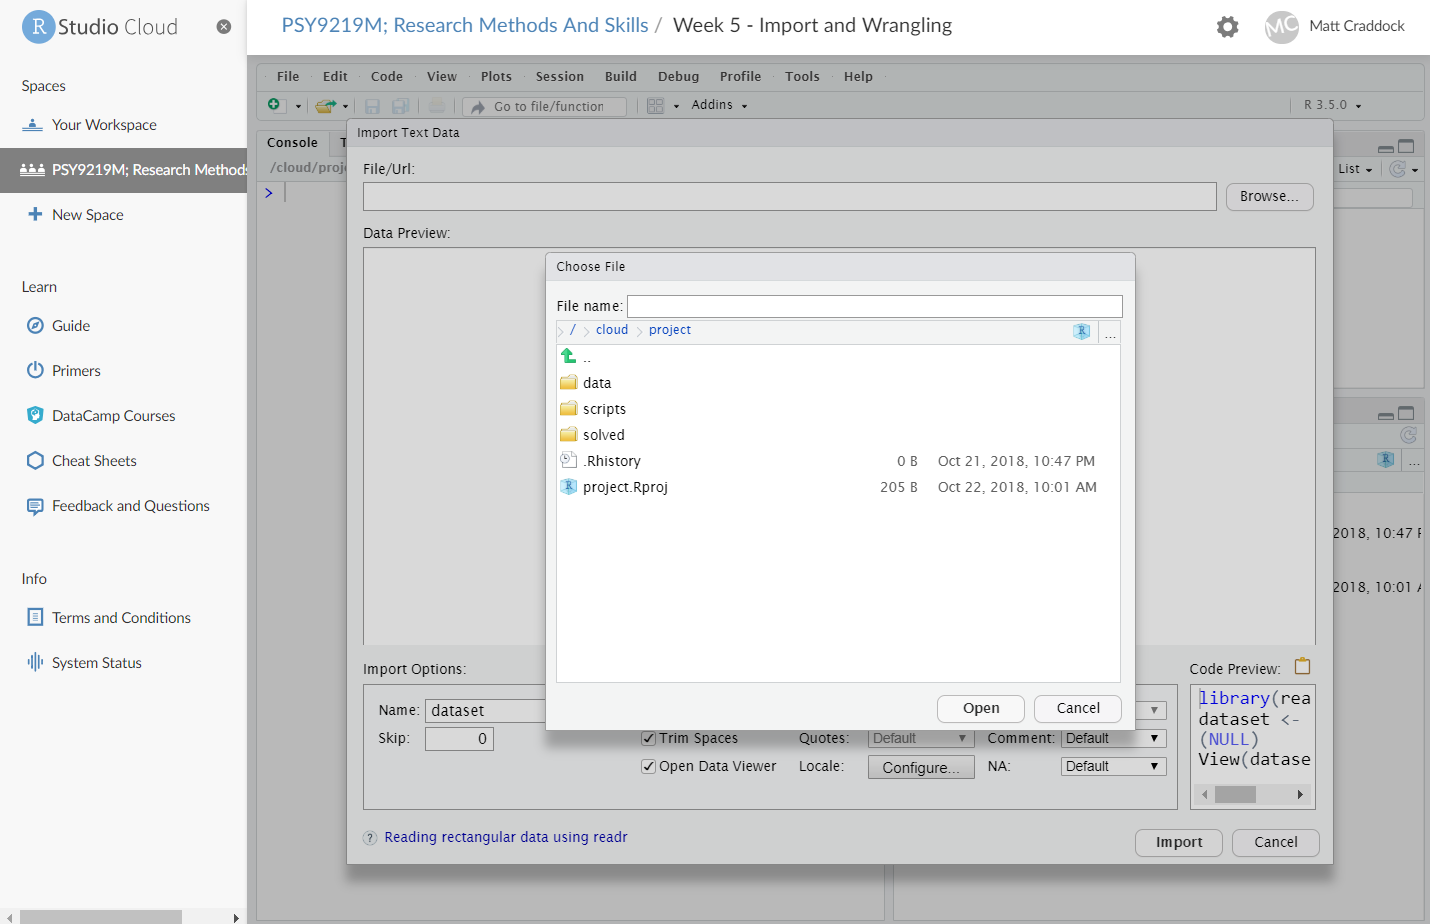 R Studio Cloud
PSY9219M; Research Methods And Skills / Week 5 - Import and Wrangling
MC Matt Craddock
Spaces
Your Workspace
PSY9219M; Research Methods
New Space
Learn
Guide
Primers
DataCamp Courses
Cheat Sheets
Feedback and Questions
Info
Terms and Conditions
System Status
File Edit Code View Plots Session Build Debug Profile Tools Help
Go to file/function Addins R 3.5.0
Console
/cloud/proj
>
List
Import Text Data
File/Url:
Browse...
Data Preview:
Choose File
File name:
/ cloud project ...
..
data
scripts
solved
.Rhistory 0 B Oct 21, 2018, 10:47 PM
project.Rproj 205 B Oct 22, 2018, 10:01 AM
Open Cancel
...
2018, 10:47 P
2018, 10:01 A
Import Options:
Name: dataset
Skip: 0
Trim Spaces Quotes: Default Comment: Default
Open Data Viewer Locale: Configure... NA: Default
Code Preview:
library(rea
dataset <-
(NULL)
View(datase
? Reading rectangular data using readr
Import Cancel